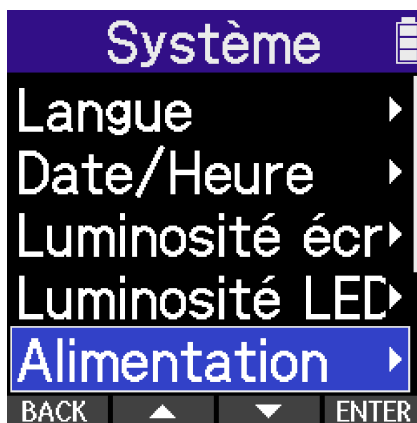 Système
Langue
Date/Heure
Luminosité écr
Luminosité LED
Alimentation
BACK ENTER